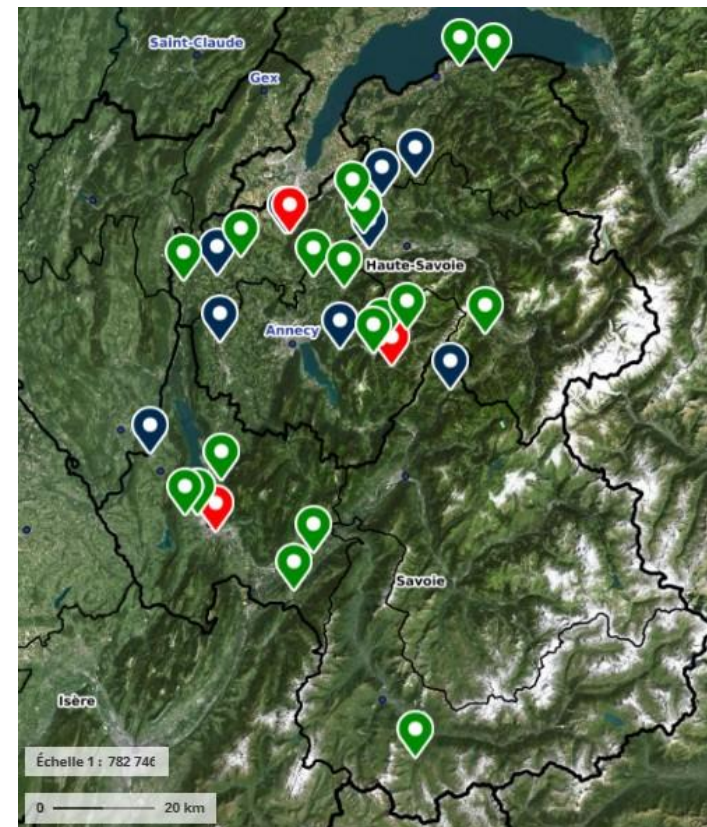 Saint-Claude
Gex
Haute-Savoie
Annecy
Savoie
Isère
Échelle 1 : 782 746
0 20 km